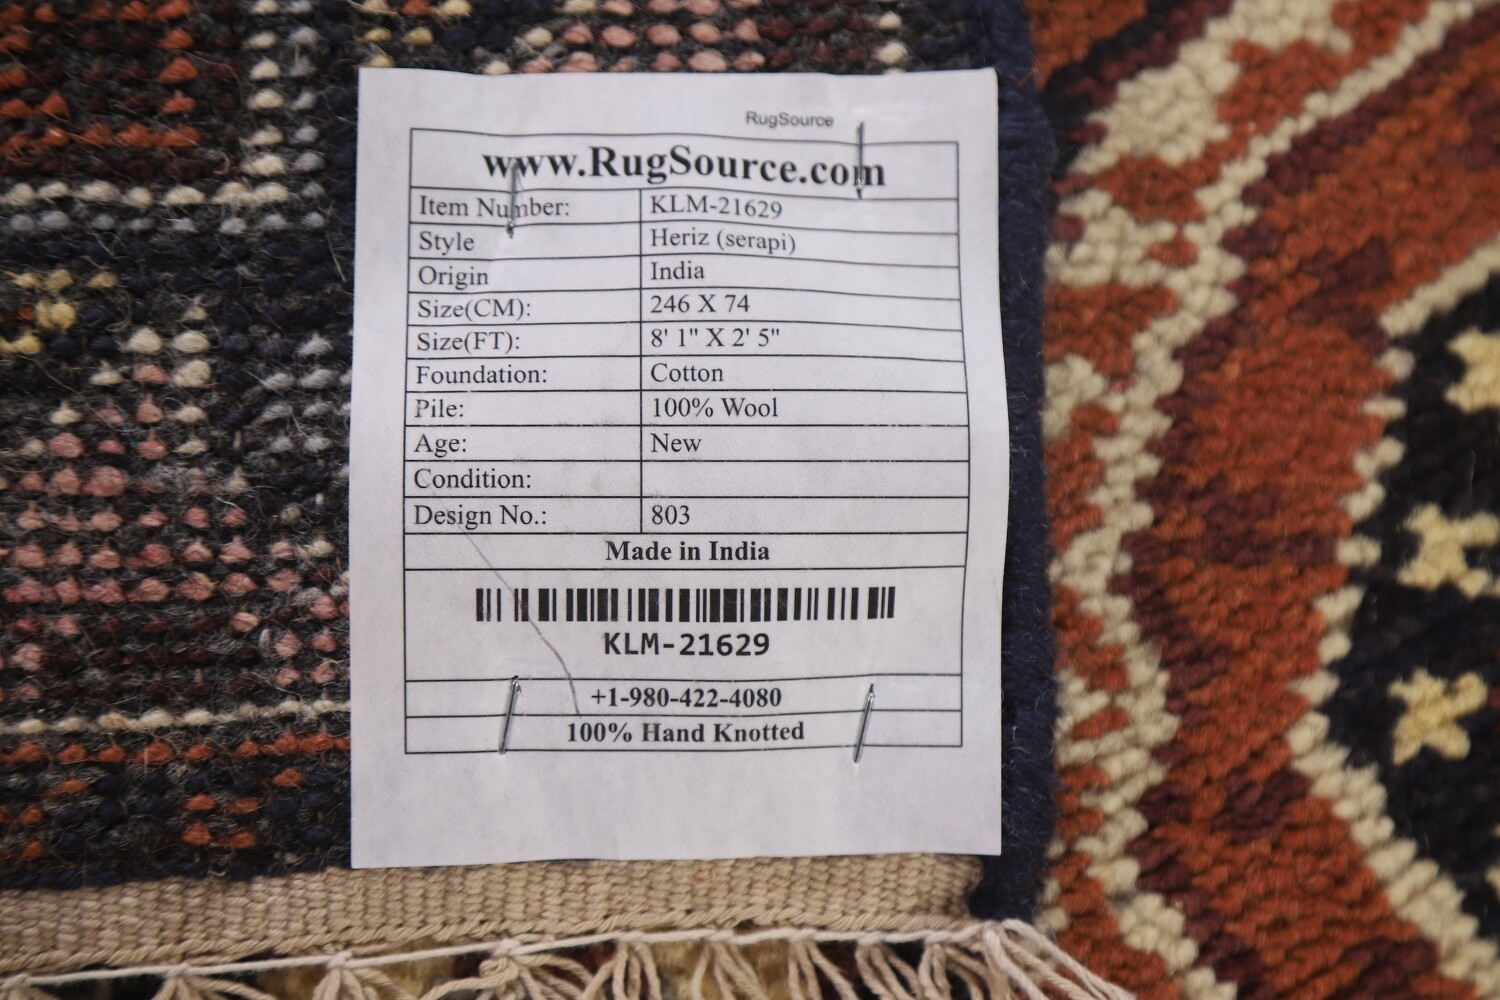 RugSource
www.RugSource.com
Item Number: KLM-21629
Style Heriz (serapi)
Origin India
Size(CM): 246 X 74
Size(FT): 8' 1" X 2' 5"
Foundation: Cotton
Pile: 100% Wool
Age: New
Condition:
Design No.: 803
Made in India
KLM-21629
+1-980-422-4080
100% Hand Knotted